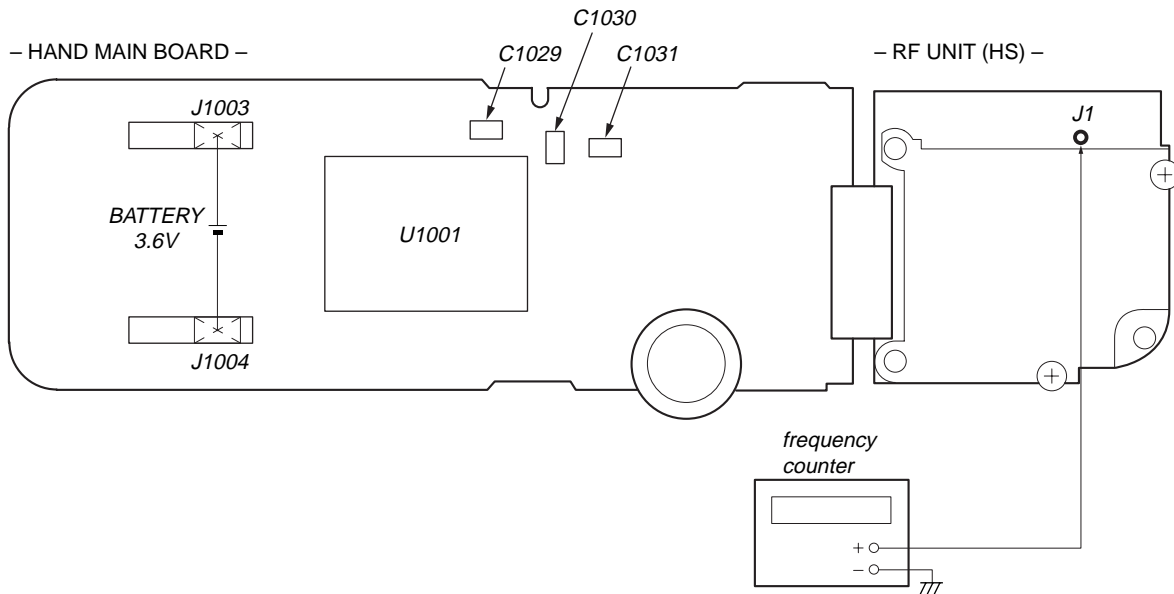 C1030
– HAND MAIN BOARD –
C1029
C1031
– RF UNIT (HS) –
J1003
J1
BATTERY
3.6V
U1001
J1004
frequency
counter
+
–